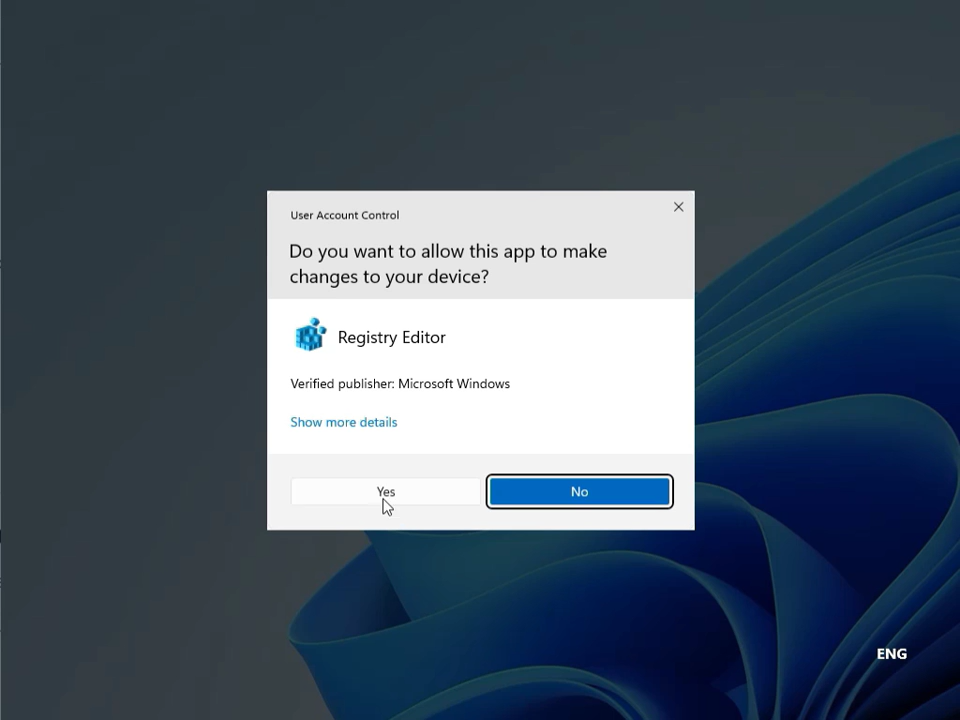 User Account Control
Do you want to allow this app to make
changes to your device?
Registry Editor
Verified publisher: Microsoft Windows
Show more details
Yes
No
ENG